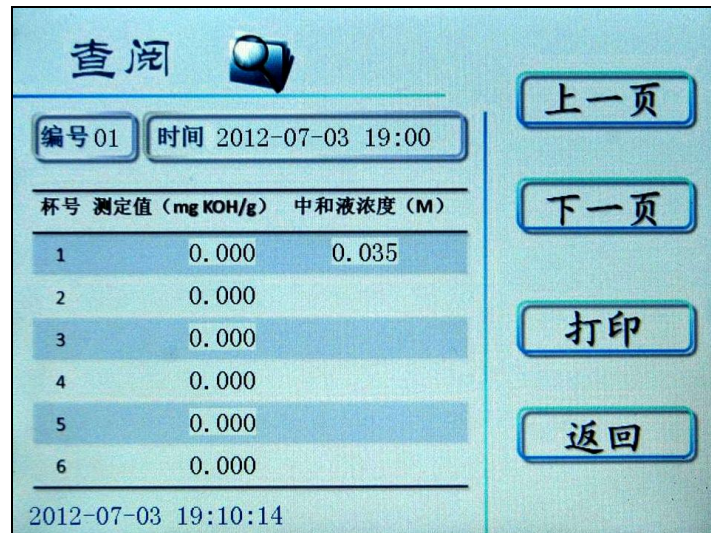 查阅
编号 01 时间 2012-07-03 19:00
杯号 测定值（mg KOH/g） 中和液浓度（M）
1 0.000 0.035
2 0.000
3 0.000
4 0.000
5 0.000
6 0.000
2012-07-03 19:10:14
上一页
下一页
打印
返回